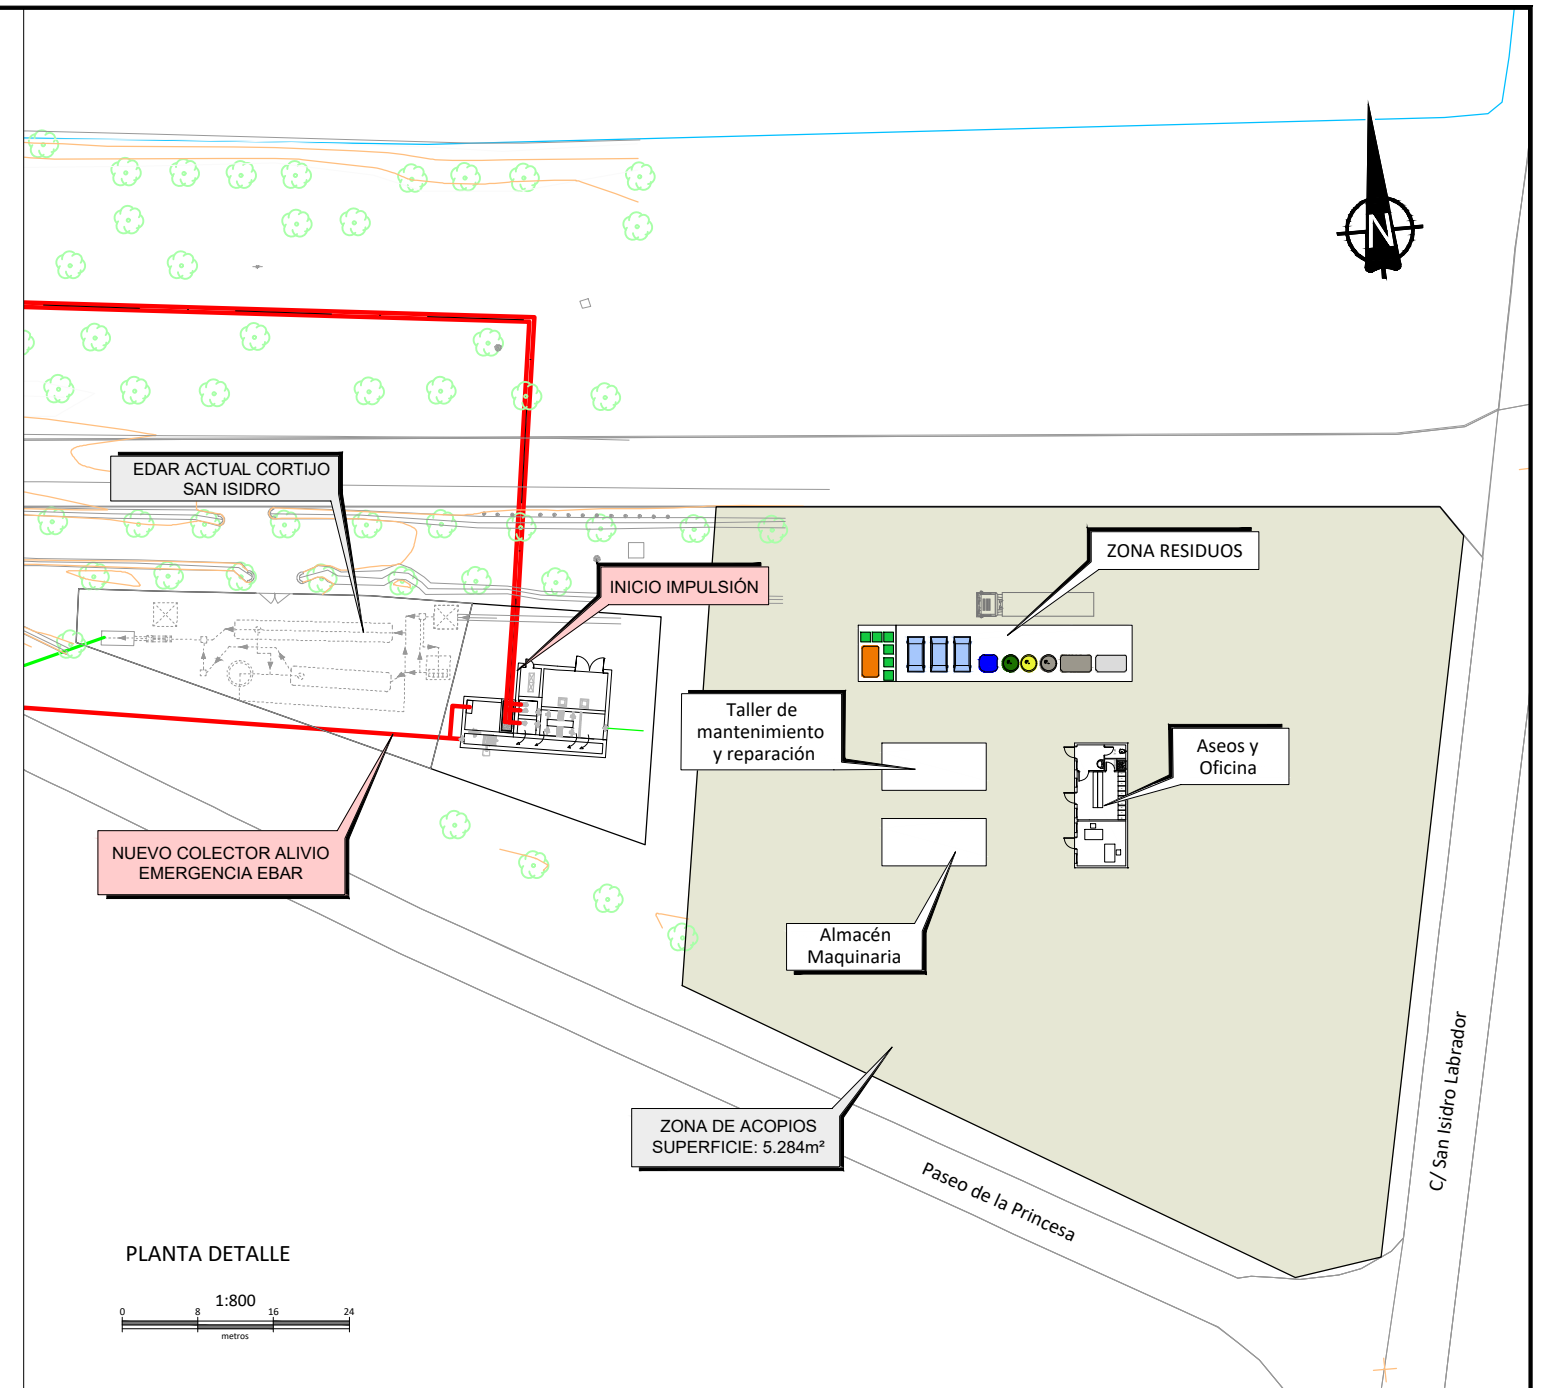 N
EDAR ACTUAL CORTIJO
SAN ISIDRO
ZONA RESIDUOS
INICIO IMPULSIÓN
Taller de
mantenimiento
y reparación
Aseos y
Oficina
NUEVO COLECTOR ALIVIO
EMERGENCIA EBAR
Almacén
Maquinaria
ZONA DE ACOPIOS
SUPERFICIE: 5.284m²
Paseo de la Princesa
C/ San Isidro Labrador
PLANTA DETALLE
1:800
0 8 16 24
metros